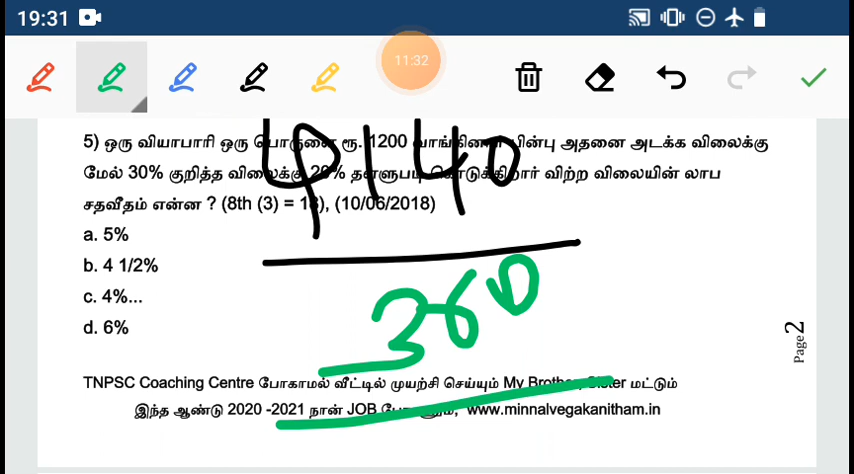 19:31
11:32
5) ஒரு வியாபாரி ஒரு பொருளை ரூ. 1200 வாங்கினான் பின்பு அதனை அடக்க விலைக்கு
மேல் 30% குறித்த விலைக்கு 20% தள்ளுபடி கொடுக்கிறார் விற்ற விலையின் லாப
சதவீதம் என்ன ? (8th (3) = 18), (10/06/2018)
140
a. 5%
b. 4 1/2%
360
c. 4%...
d. 6%
Page 2
TNPSC Coaching Centre போகாமல் வீட்டில் முயற்சி செய்யும் My Brother, Sister மட்டும்
இந்த ஆண்டு 2020 -2021 நான் JOB www.minnalvegakanitham.in